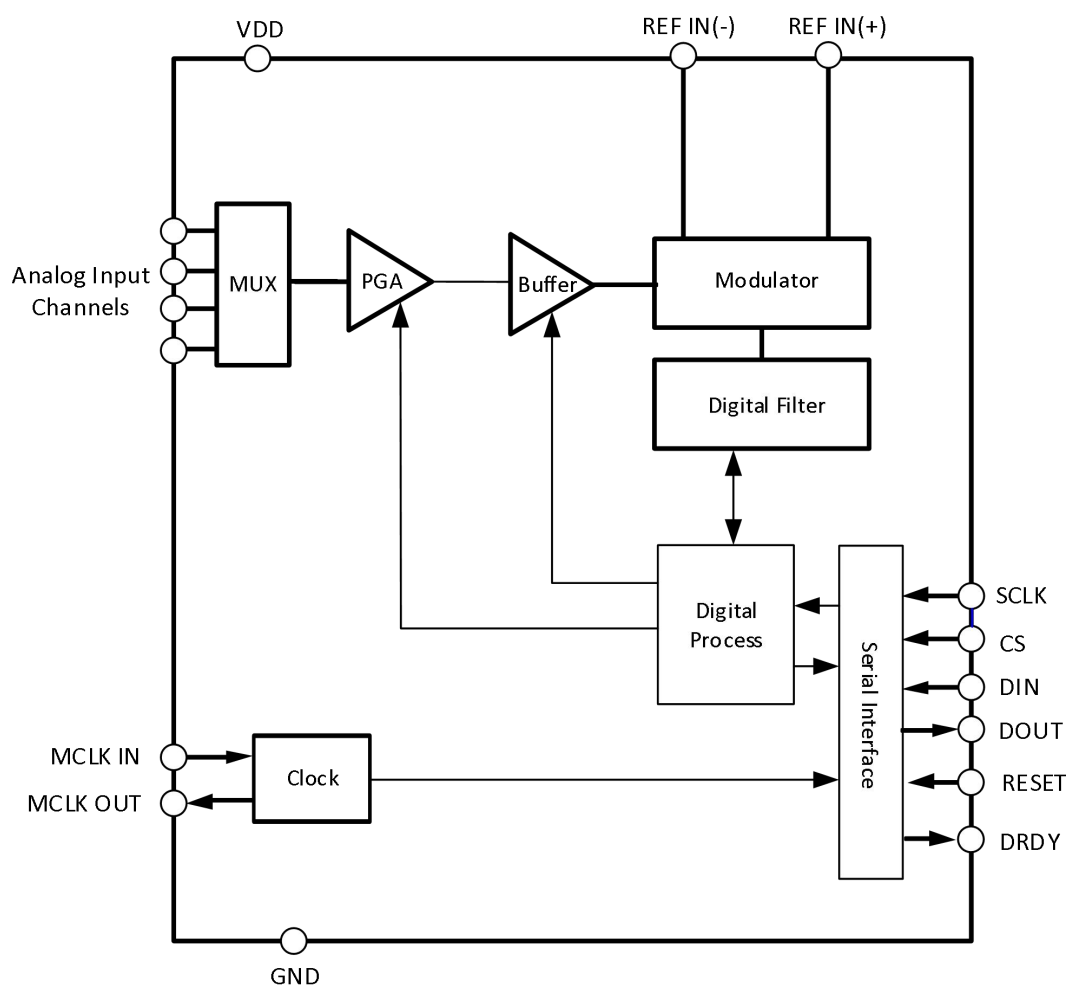 VDD
REF IN(-)
REF IN(+)
Analog Input
Channels
MUX
PGA
Buffer
Modulator
Digital Filter
Digital
Process
Serial Interface
SCLK
CS
DIN
DOUT
RESET
DRDY
MCLK IN
MCLK OUT
Clock
GND